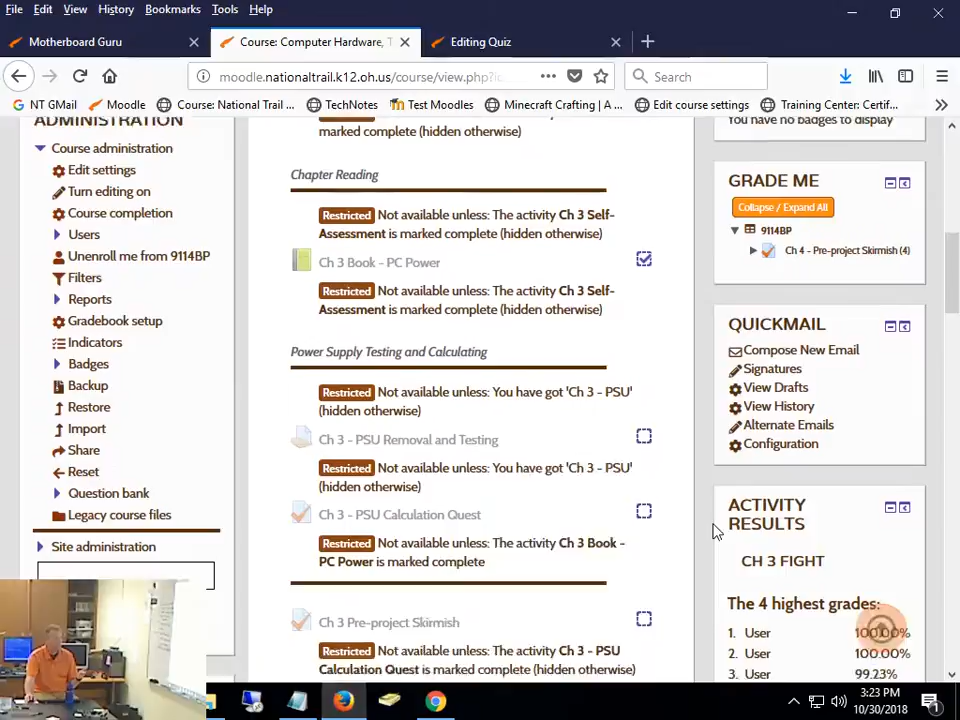 File Edit View History Bookmarks Tools Help
Motherboard Guru
Course: Computer Hardware, T
Editing Quiz
moodle.nationaltrail.k12.oh.us/course/view.php?i
Search
NT GMail
Moodle
Course: National Trail ...
TechNotes
Test Moodles
Minecraft Crafting | A ...
Edit course settings
Training Center: Certif...
ADMINISTRATION
Course administration
Edit settings
Turn editing on
Course completion
Users
Unenroll me from 9114BP
Filters
Reports
Gradebook setup
Indicators
Badges
Backup
Restore
Import
Share
Reset
Question bank
Legacy course files
Site administration
marked complete (hidden otherwise)
Chapter Reading
Restricted Not available unless: The activity Ch 3 Self-
Assessment is marked complete (hidden otherwise)
Ch 3 Book - PC Power
Restricted Not available unless: The activity Ch 3 Self-
Assessment is marked complete (hidden otherwise)
Power Supply Testing and Calculating
Restricted Not available unless: You have got 'Ch 3 - PSU'
(hidden otherwise)
Ch 3 - PSU Removal and Testing
Restricted Not available unless: You have got 'Ch 3 - PSU'
(hidden otherwise)
Ch 3 - PSU Calculation Quest
Restricted Not available unless: The activity Ch 3 Book -
PC Power is marked complete
Ch 3 Pre-project Skirmish
Restricted Not available unless: The activity Ch 3 - PSU
Calculation Quest is marked complete (hidden otherwise)
You have no badges to display
GRADE ME
Collapse / Expand All
9114BP
Ch 4 - Pre-project Skirmish (4)
QUICKMAIL
Compose New Email
Signatures
View Drafts
View History
Alternate Emails
Configuration
ACTIVITY
RESULTS
CH 3 FIGHT
The 4 highest grades:
1. User 100.00%
2. User 100.00%
3. User 99.23%
3:23 PM
10/30/2018
1